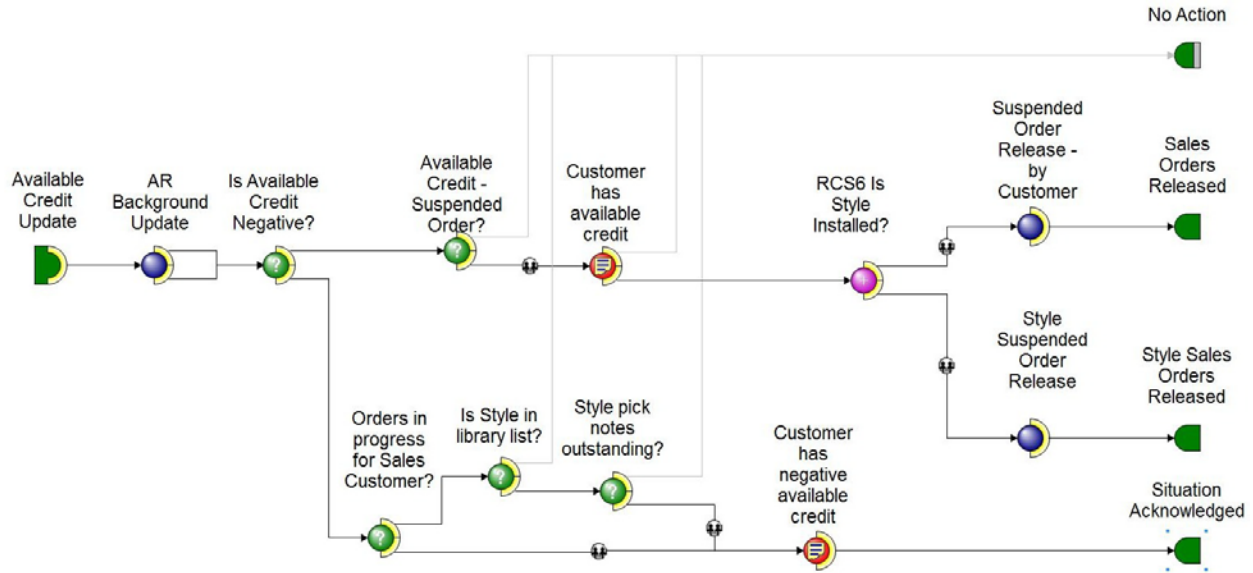 No Action
Suspended
Order
Release -
by
Customer
Sales
Orders
Released
Available
Credit
Update
AR
Background
Update
Is Available
Credit
Negative?
Available
Credit -
Suspended
Order?
Customer
has
available
credit
RCS6 Is
Style
Installed?
Style
Suspended
Order
Release
Style Sales
Orders
Released
Orders in
progress
for Sales
Customer?
Is Style in
library list?
Style pick
notes
outstanding?
Customer
has
negative
available
credit
Situation
Acknowledged